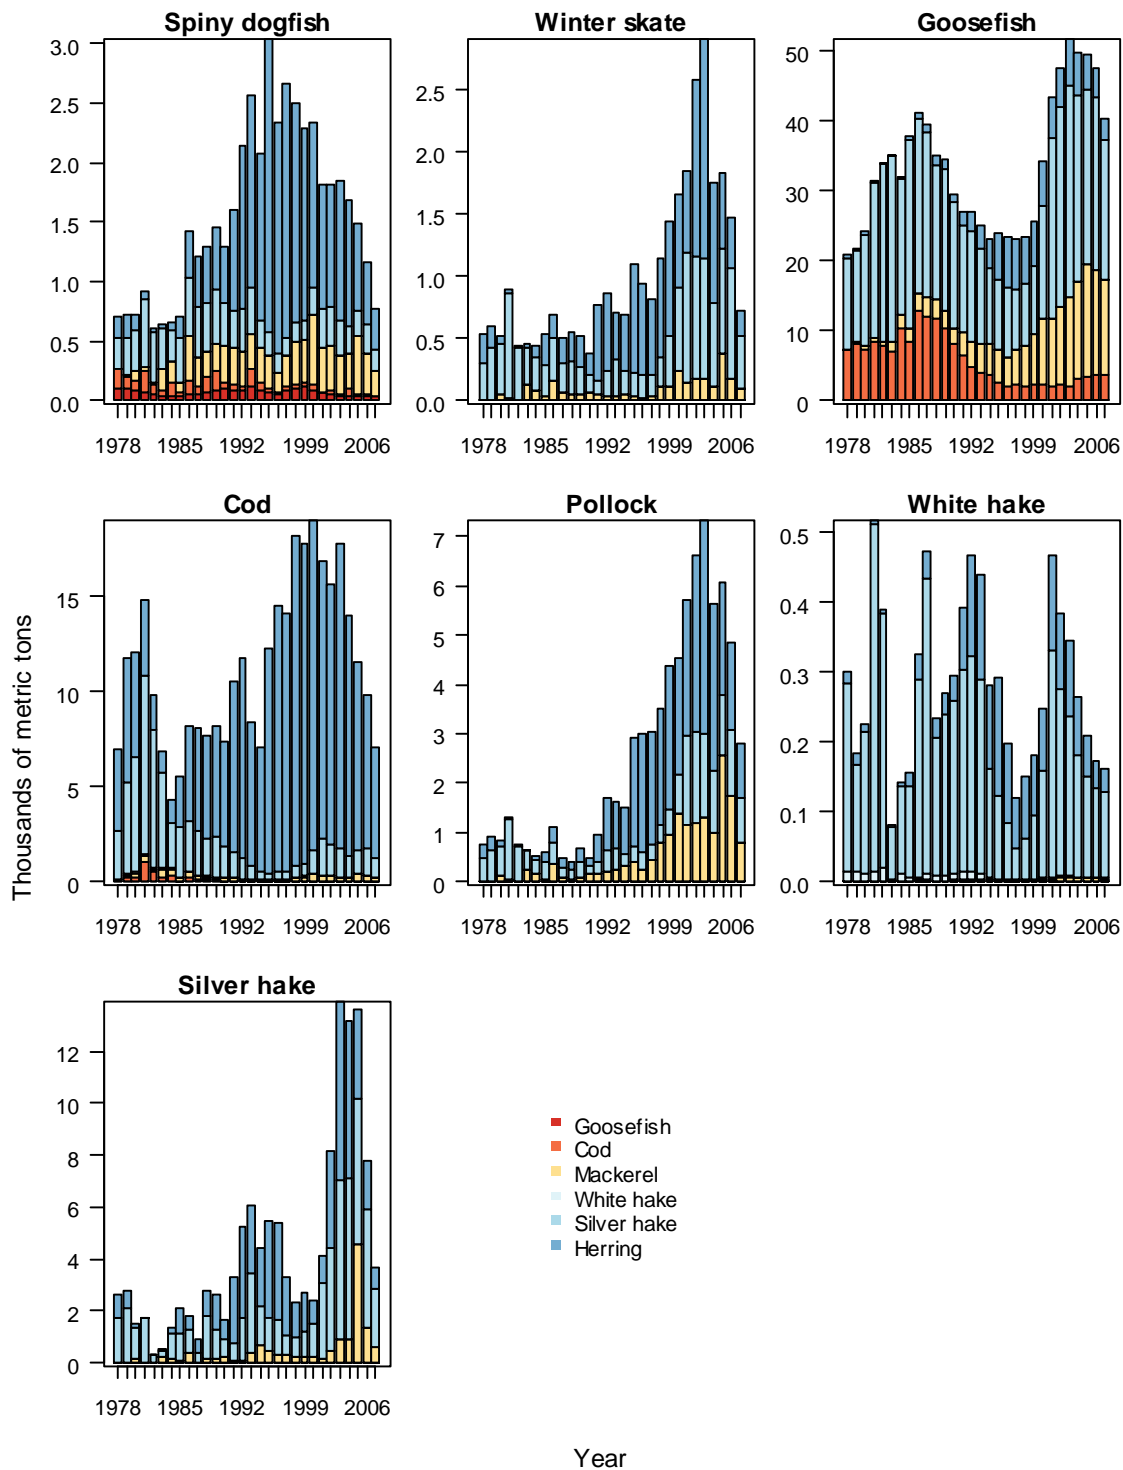 Spiny dogfish
Winter skate
Goosefish
3.0
2.5
2.0
1.5
1.0
0.5
0.0
2.5
2.0
1.5
1.0
0.5
0.0
50
40
30
20
10
0
1978 1985 1992 1999 2006
1978 1985 1992 1999 2006
1978 1985 1992 1999 2006
Cod
Pollock
White hake
15
10
5
0
7
6
5
4
3
2
1
0
0.5
0.4
0.3
0.2
0.1
0.0
1978 1985 1992 1999 2006
1978 1985 1992 1999 2006
1978 1985 1992 1999 2006
Thousands of metric tons
Silver hake
12
10
8
6
4
2
0
1978 1985 1992 1999 2006
Goosefish
Cod
Mackerel
White hake
Silver hake
Herring
Year